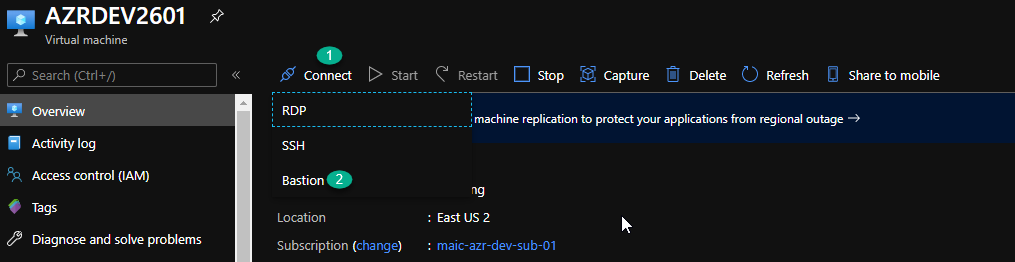 AZRDEV2601
Virtual machine
1
Search (Ctrl+/)
«
Connect
Start
Restart
Stop
Capture
Delete
Refresh
Share to mobile
Overview
Activity log
Access control (IAM)
Tags
Diagnose and solve problems
RDP
SSH
Bastion 2
machine replication to protect your applications from regional outage →
ng
Location : East US 2
Subscription (change) : maic-azr-dev-sub-01